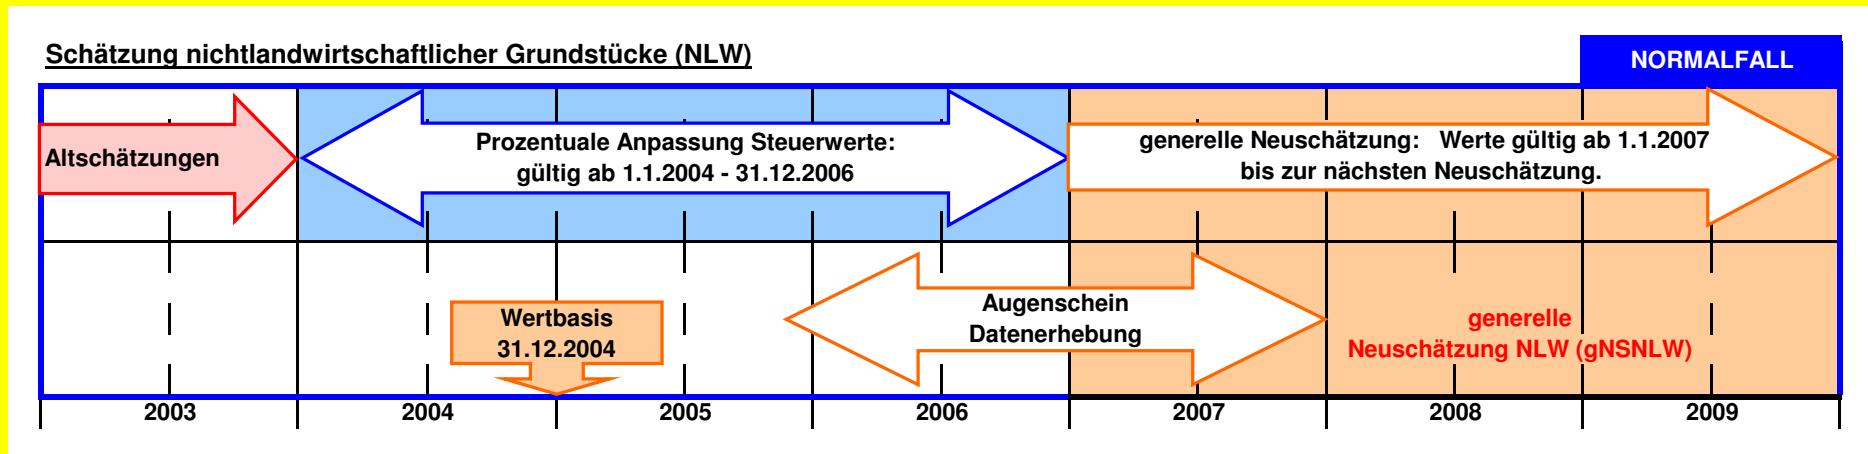 Schätzung nichtlandwirtschaftlicher Grundstücke (NLW)
NORMALFALL
Altschätzungen
Prozentuale Anpassung Steuerwerte:
gültig ab 1.1.2004 - 31.12.2006
generelle Neuschätzung: Werte gültig ab 1.1.2007
bis zur nächsten Neuschätzung.
Wertbasis
31.12.2004
Augenschein
Datenerhebung
generelle
Neuschätzung NLW (gNSNLW)
2003 2004 2005 2006 2007 2008 2009